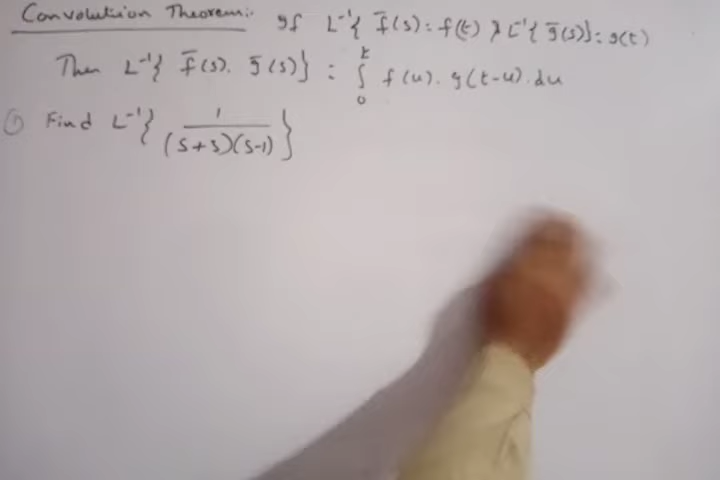 Convolution Theorem: If L⁻¹{ f̄(s) = f(t) & L⁻¹{ ḡ(s)} = g(t)
Then L⁻¹{ f̄(s). ḡ(s)} = ∫₀ᵗ f(u). g(t-u). du
① Find L⁻¹{ 1/((s+3)(s-1)) }